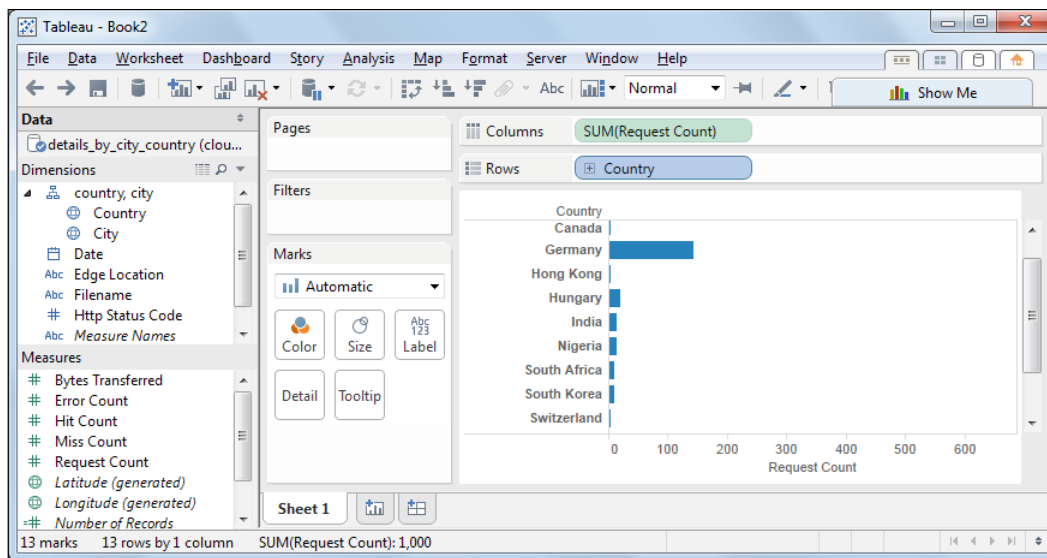 Tableau - Book2
File Data Worksheet Dashboard Story Analysis Map Format Server Window Help
Abc Normal Show Me
Data
details_by_city_country (clou...
Dimensions
country, city
Country
City
Date
Abc Edge Location
Abc Filename
# Http Status Code
Abc Measure Names
Measures
# Bytes Transferred
# Error Count
# Hit Count
# Miss Count
# Request Count
Latitude (generated)
Longitude (generated)
=# Number of Records
Pages
Filters
Marks
Automatic
Color
Size
Abc
123
Label
Detail
Tooltip
Columns SUM(Request Count)
Rows Country
Country
Canada
Germany
Hong Kong
Hungary
India
Nigeria
South Africa
South Korea
Switzerland
0 100 200 300 400 500 600
Request Count
Sheet 1
13 marks 13 rows by 1 column SUM(Request Count): 1,000